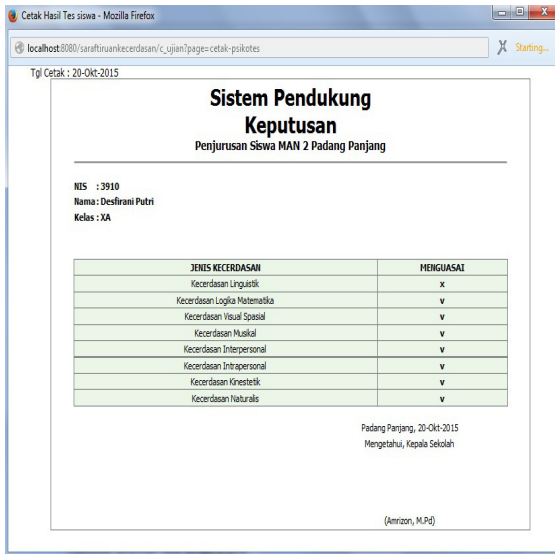 Cetak Hasil Tes siswa - Mozilla Firefox
localhost:8080/saraftiruankecerdasan/c_ujian?page=cetak-psikotes
Starting...
Tgl Cetak : 20-Okt-2015
Sistem Pendukung
Keputusan
Penjurusan Siswa MAN 2 Padang Panjang
NIS : 3910
Nama : Desfirani Putri
Kelas : XA
JENIS KECERDASAN MENGUASAI
Kecerdasan Linguistik x
Kecerdasan Logika Matematika v
Kecerdasan Visual Spasial v
Kecerdasan Musikal v
Kecerdasan Interpersonal v
Kecerdasan Intrapersonal v
Kecerdasan Kinestetik v
Kecerdasan Naturalis v
Padang Panjang, 20-Okt-2015
Mengetahui, Kepala Sekolah
(Amrizon, M.Pd)